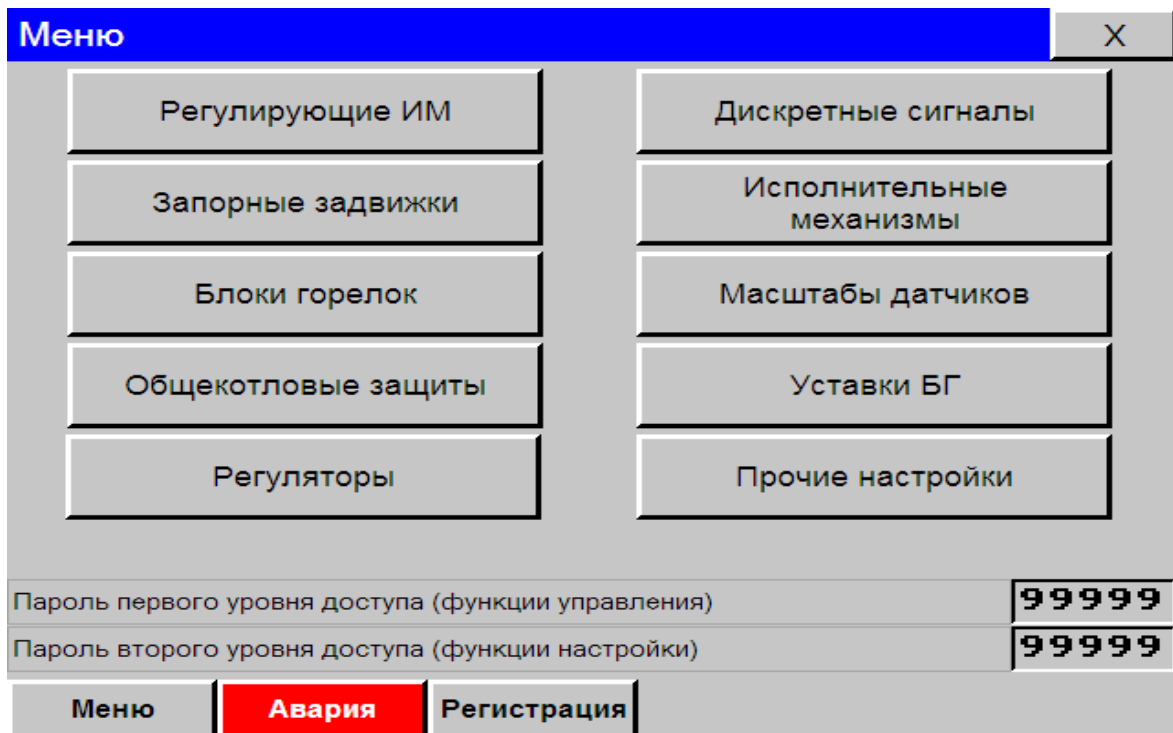 Меню
X
Регулирующие ИМ
Дискретные сигналы
Запорные задвижки
Исполнительные
механизмы
Блоки горелок
Масштабы датчиков
Общекотловые защиты
Уставки БГ
Регуляторы
Прочие настройки
Пароль первого уровня доступа (функции управления)
99999
Пароль второго уровня доступа (функции настройки)
99999
Меню
Авария
Регистрация